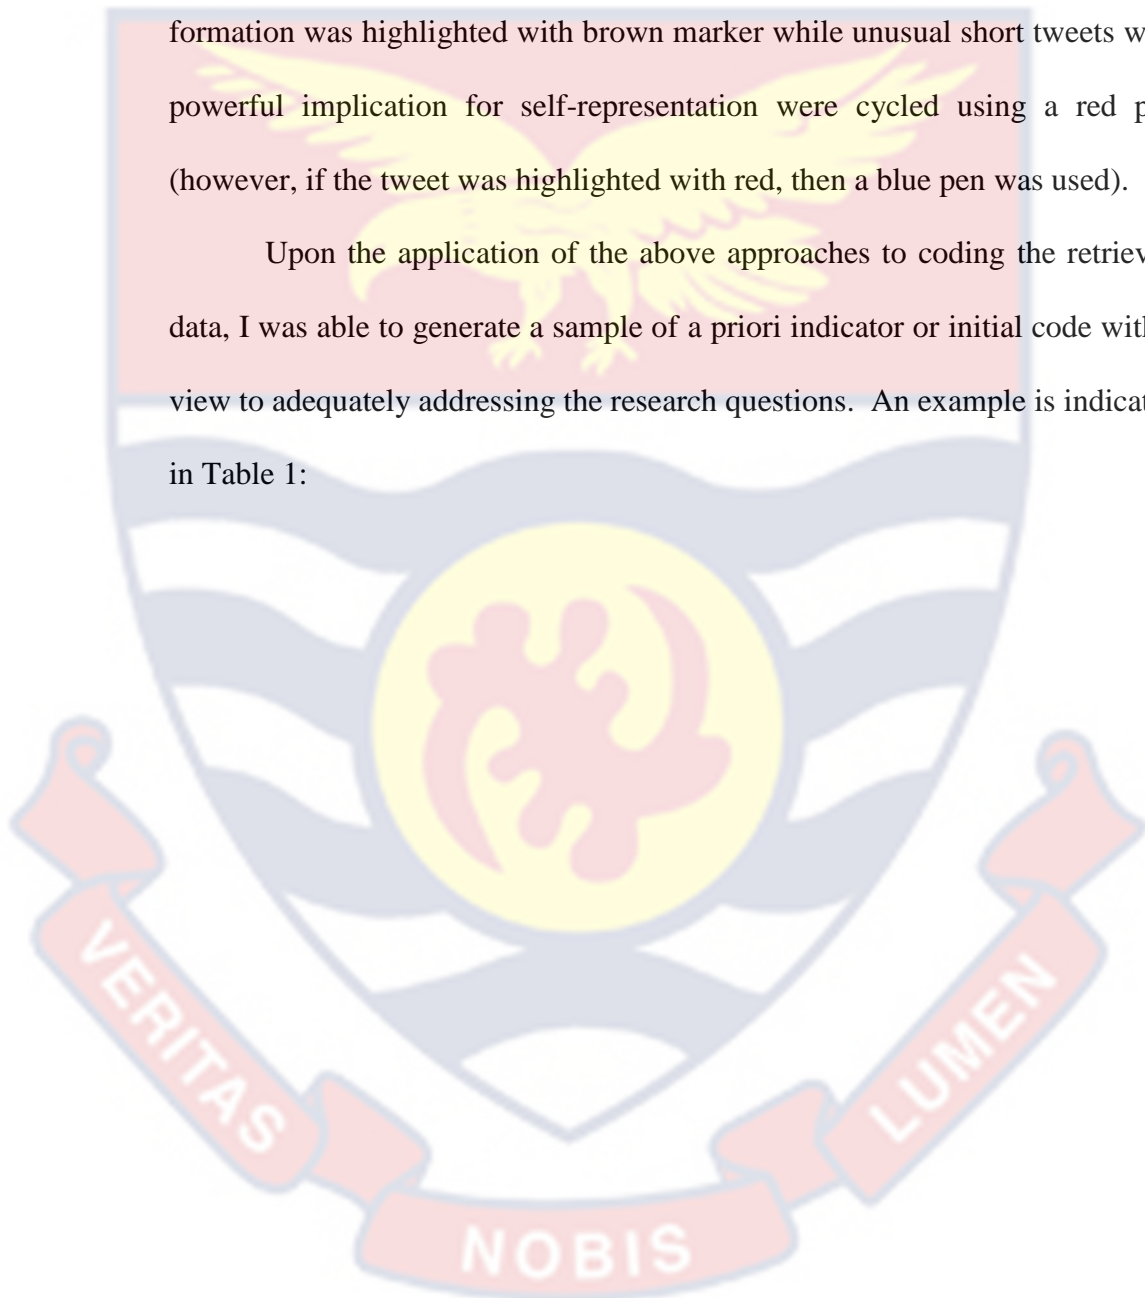 formation was highlighted with brown marker while unusual short tweets w
powerful implication for self-representation were cycled using a red p
(however, if the tweet was highlighted with red, then a blue pen was used).
Upon the application of the above approaches to coding the retriev
data, I was able to generate a sample of a priori indicator or initial code with
view to adequately addressing the research questions.  An example is indicat
in Table 1:
VERITAS
NOBIS
LUMEN